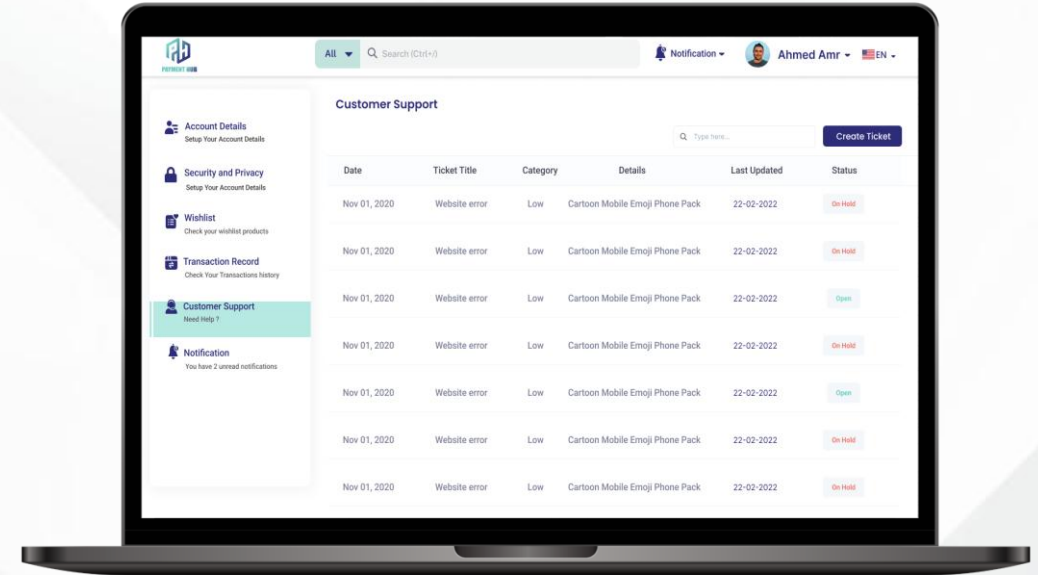 PAYMENT HUB
All
Search (Ctrl+/)
Notification
Ahmed Amr
EN
Account Details
Setup Your Account Details
Security and Privacy
Setup Your Account Details
Wishlist
Check your wishlist products
Transaction Record
Check Your Transactions history
Customer Support
Need Help ?
Notification
You have 2 unread notifications
Customer Support
Type here...
Create Ticket
Date Ticket Title Category Details Last Updated Status
Nov 01, 2020 Website error Low Cartoon Mobile Emoji Phone Pack 22-02-2022 On Hold
Nov 01, 2020 Website error Low Cartoon Mobile Emoji Phone Pack 22-02-2022 On Hold
Nov 01, 2020 Website error Low Cartoon Mobile Emoji Phone Pack 22-02-2022 Open
Nov 01, 2020 Website error Low Cartoon Mobile Emoji Phone Pack 22-02-2022 On Hold
Nov 01, 2020 Website error Low Cartoon Mobile Emoji Phone Pack 22-02-2022 Open
Nov 01, 2020 Website error Low Cartoon Mobile Emoji Phone Pack 22-02-2022 On Hold
Nov 01, 2020 Website error Low Cartoon Mobile Emoji Phone Pack 22-02-2022 On Hold